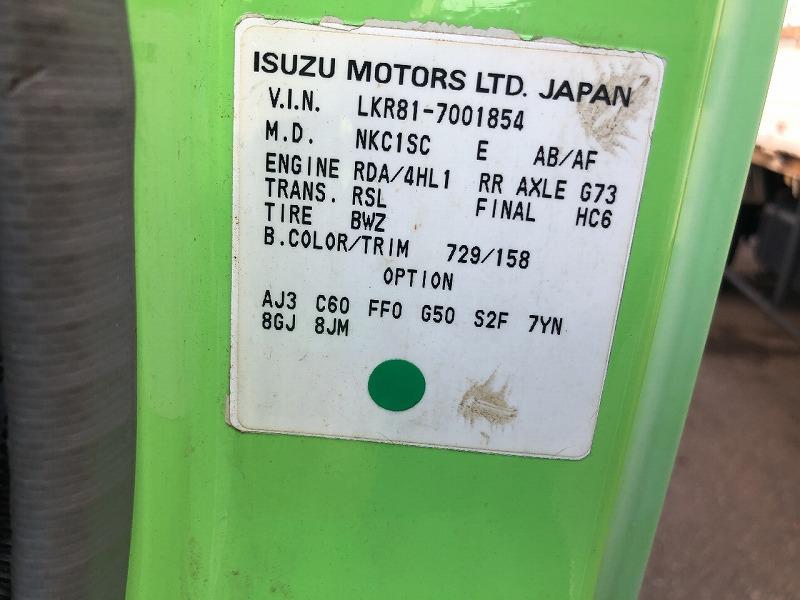 ISUZU MOTORS LTD. JAPAN
V.I.N. LKR81-7001854
M.D. NKC1SC E AB/AF
ENGINE RDA/4HL1 RR AXLE G73
TRANS. RSL FINAL HC6
TIRE BWZ
B.COLOR/TRIM 729/158
OPTION
AJ3 C60 FF0 G50 S2F 7YN
8GJ 8JM